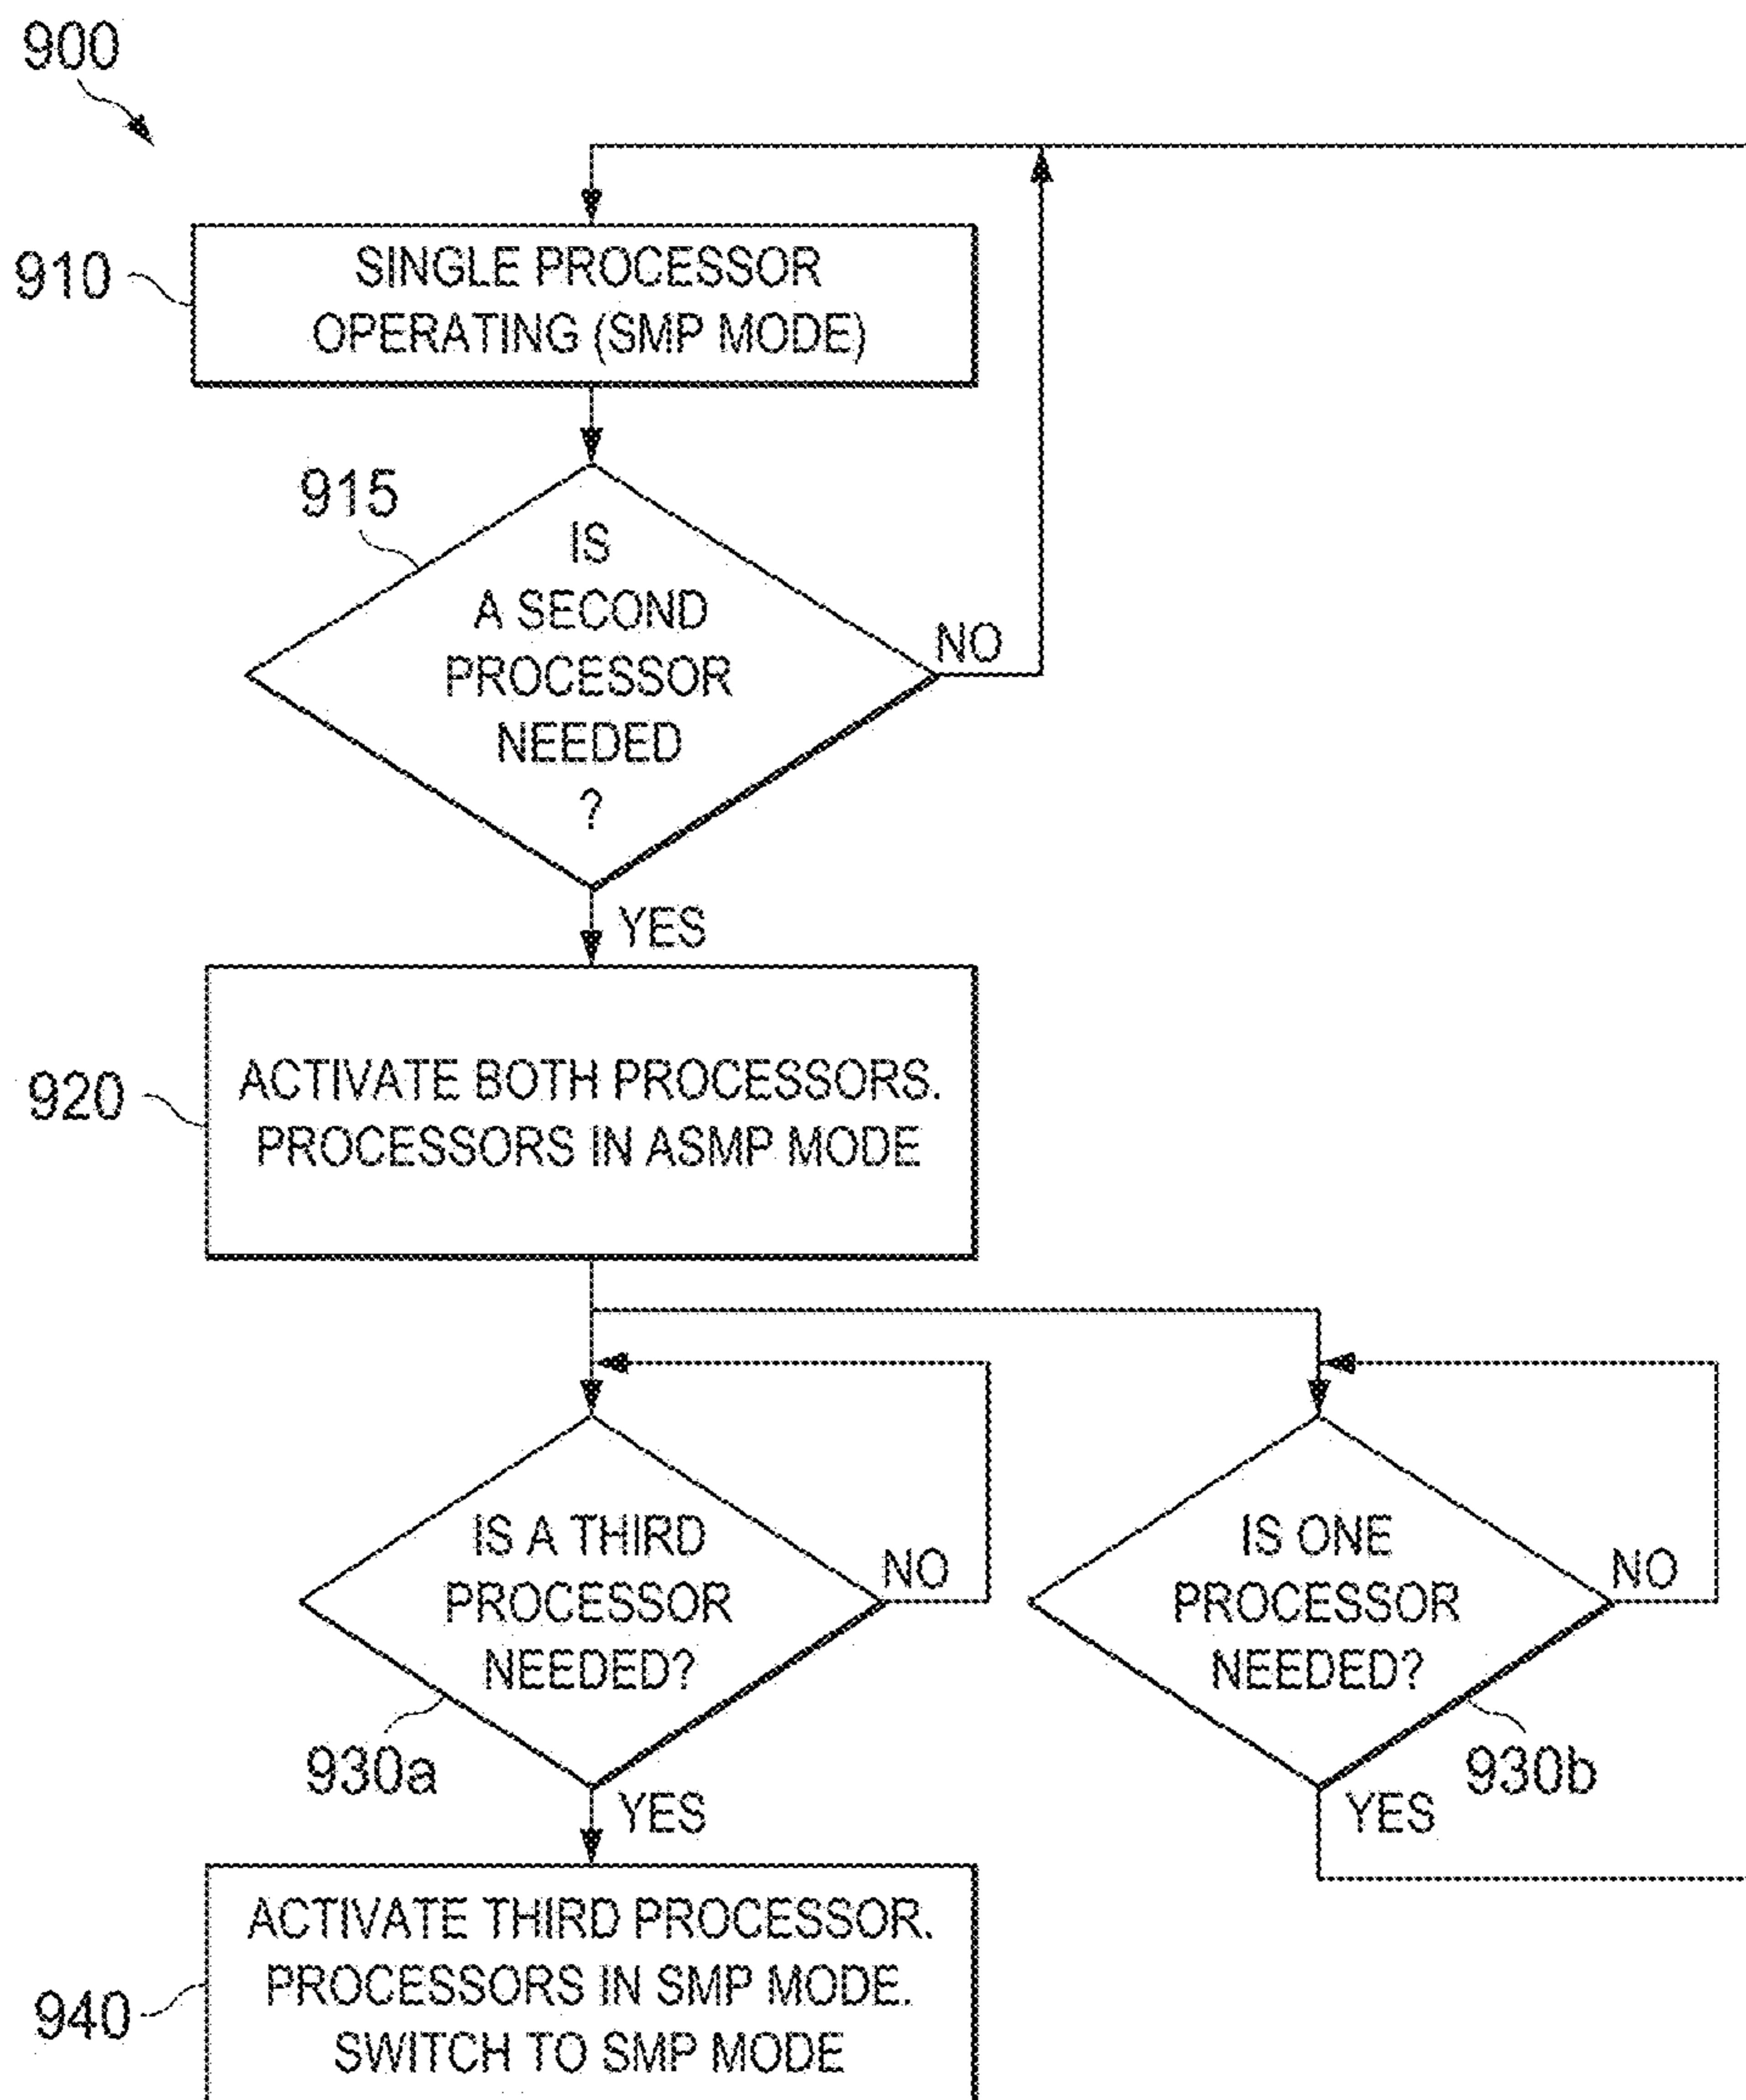 900
910
SINGLE PROCESSOR
OPERATING (SMP MODE)
915
IS
A SECOND
PROCESSOR
NEEDED
?
NO
YES
920
ACTIVATE BOTH PROCESSORS.
PROCESSORS IN ASMP MODE
IS A THIRD
PROCESSOR
NEEDED?
NO
930a
YES
IS ONE
PROCESSOR
NEEDED?
NO
930b
YES
940
ACTIVATE THIRD PROCESSOR.
PROCESSORS IN SMP MODE.
SWITCH TO SMP MODE